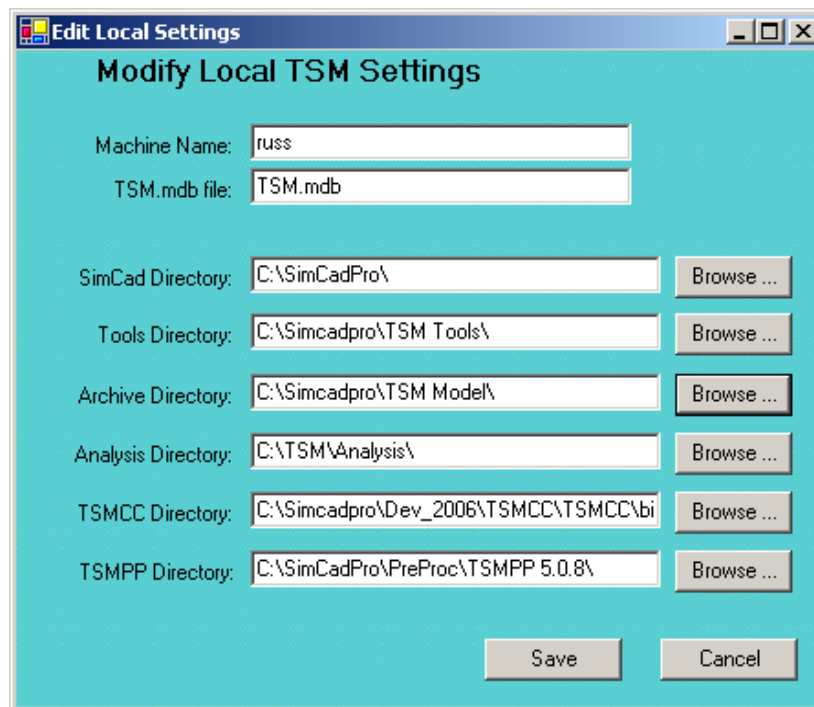 Edit Local Settings
Modify Local TSM Settings
Machine Name: russ
TSM.mdb file: TSM.mdb
SimCad Directory: C:\SimCadPro\ Browse ...
Tools Directory: C:\Simcadpro\TSM Tools\ Browse ...
Archive Directory: C:\Simcadpro\TSM Model\ Browse ...
Analysis Directory: C:\TSM\Analysis\ Browse ...
TSMCC Directory: C:\Simcadpro\Dev_2006\TSMCC\TSMCC\bi Browse ...
TSMPP Directory: C:\SimCadPro\PreProc\TSMPP 5.0.8\ Browse ...
Save Cancel